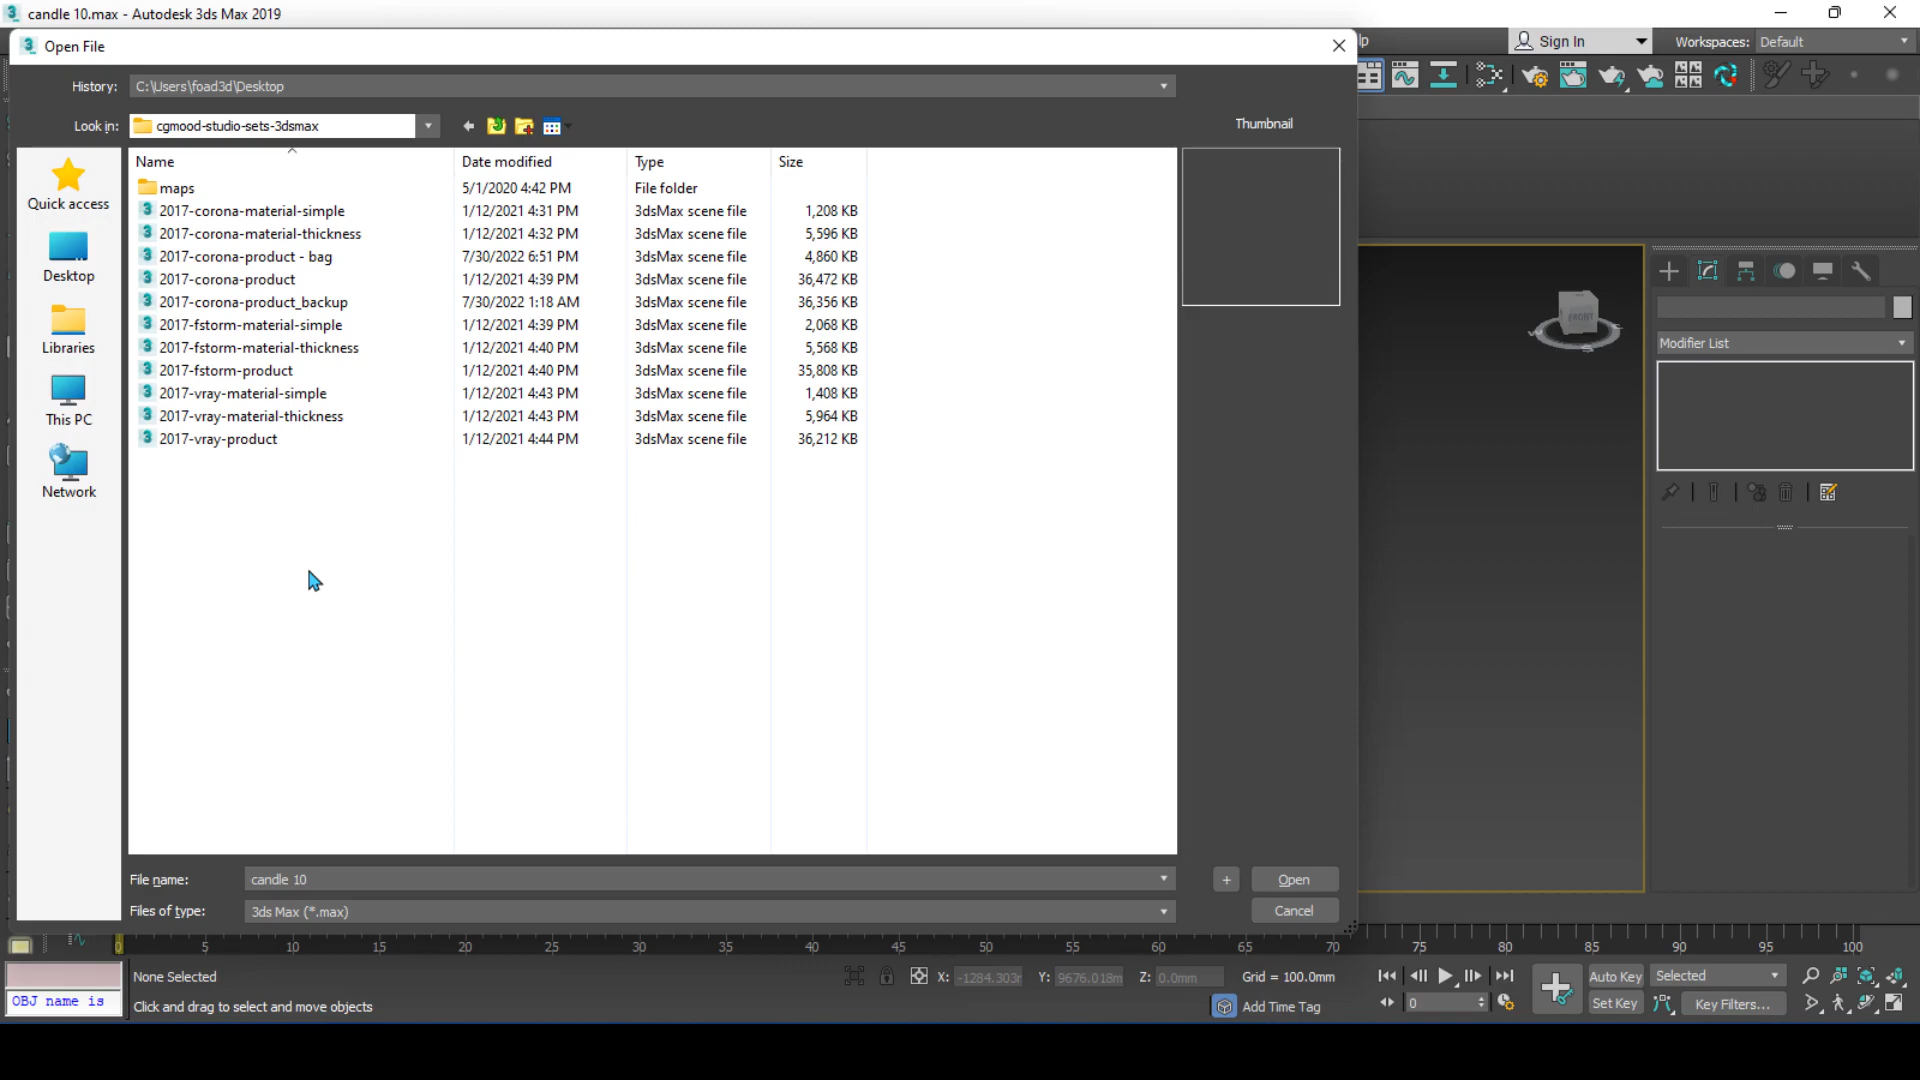 candle 10.max - Autodesk 3ds Max 2019
Open File
lp
Sign In
Workspaces: Default
History: C:\Users\foad3d\Desktop
Look in: cgmood-studio-sets-3dsmax
Thumbnail
Name Date modified Type Size
maps 5/1/2020 4:42 PM File folder
2017-corona-material-simple 1/12/2021 4:31 PM 3dsMax scene file 1,208 KB
2017-corona-material-thickness 1/12/2021 4:32 PM 3dsMax scene file 5,596 KB
2017-corona-product - bag 7/30/2022 6:51 PM 3dsMax scene file 4,860 KB
2017-corona-product 1/12/2021 4:39 PM 3dsMax scene file 36,472 KB
2017-corona-product_backup 7/30/2022 1:18 AM 3dsMax scene file 36,356 KB
2017-fstorm-material-simple 1/12/2021 4:39 PM 3dsMax scene file 2,068 KB
2017-fstorm-material-thickness 1/12/2021 4:40 PM 3dsMax scene file 5,568 KB
2017-fstorm-product 1/12/2021 4:40 PM 3dsMax scene file 35,808 KB
2017-vray-material-simple 1/12/2021 4:43 PM 3dsMax scene file 1,408 KB
2017-vray-material-thickness 1/12/2021 4:43 PM 3dsMax scene file 5,964 KB
2017-vray-product 1/12/2021 4:44 PM 3dsMax scene file 36,212 KB
Quick access
Desktop
Libraries
This PC
Network
FRONT
Modifier List
File name: candle 10
+ Open
Files of type: 3ds Max (*.max)
Cancel
0 5 10 15 20 25 30 35 40 45 50 55 60 65 70 75 80 85 90 95 100
None Selected
X: -1284.303m Y: 9676.018m Z: 0.0mm Grid = 100.0mm
Auto Key Selected
OBJ name is
Click and drag to select and move objects
Add Time Tag
0
Set Key Key Filters...